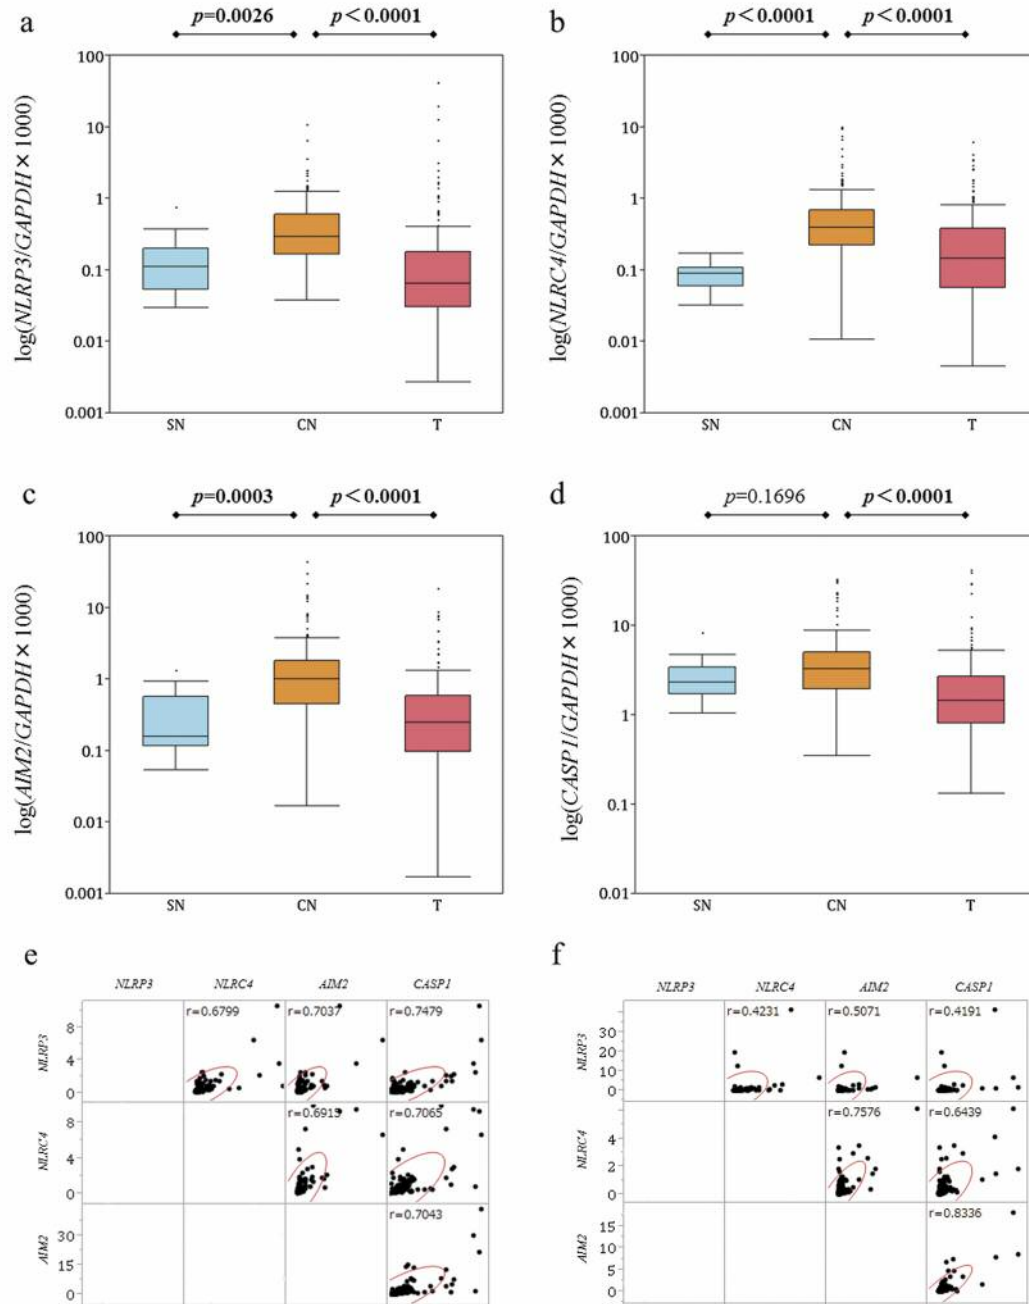 a
p=0.0026
p<0.0001
log(NLRP3/GAPDH×1000)
100
10
1
0.1
0.01
0.001
SN
CN
T
b
p<0.0001
p<0.0001
log(NLRC4/GAPDH×1000)
100
10
1
0.1
0.01
0.001
SN
CN
T
c
p=0.0003
p<0.0001
log(AIM2/GAPDH×1000)
100
10
1
0.1
0.01
0.001
SN
CN
T
d
p=0.1696
p<0.0001
log(CASP1/GAPDH×1000)
100
10
1
0.1
0.01
SN
CN
T
e
NLRP3
NLRC4
AIM2
CASP1
NLRP3
8
4
0
r=0.6799
r=0.7037
r=0.7479
NLRC4
8
4
0
r=0.6915
r=0.7065
AIM2
30
15
0
r=0.7043
f
NLRP3
NLRC4
AIM2
CASP1
NLRP3
30
20
10
0
r=0.4231
r=0.5071
r=0.4191
NLRC4
4
2
0
r=0.7576
r=0.6439
AIM2
15
10
5
0
r=0.8336